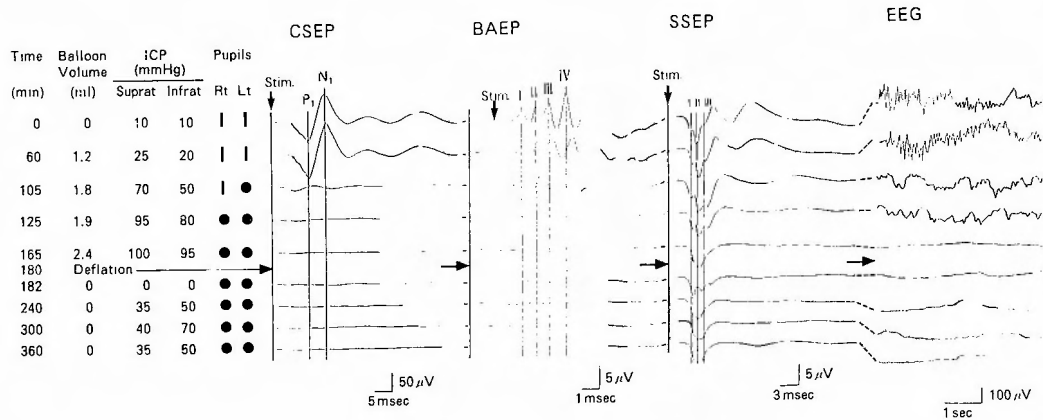 CSEP BAEP SSEP EEG
Time Balloon ICP Pupils
Volume (mmHg)
(min) (ml) Suprat Infrat Rt Lt
Stim. P1 N1
Stim. I II III IV
Stim. I II III
0 0 10 10
60 1.2 25 20
105 1.8 70 50
125 1.9 95 80
165 2.4 100 95
180 Deflation
182 0 0 0
240 0 35 50
300 0 40 70
360 0 35 50
50 µV
5 msec
5 µV
1 msec
5 µV
3 msec
100 µV
1 sec